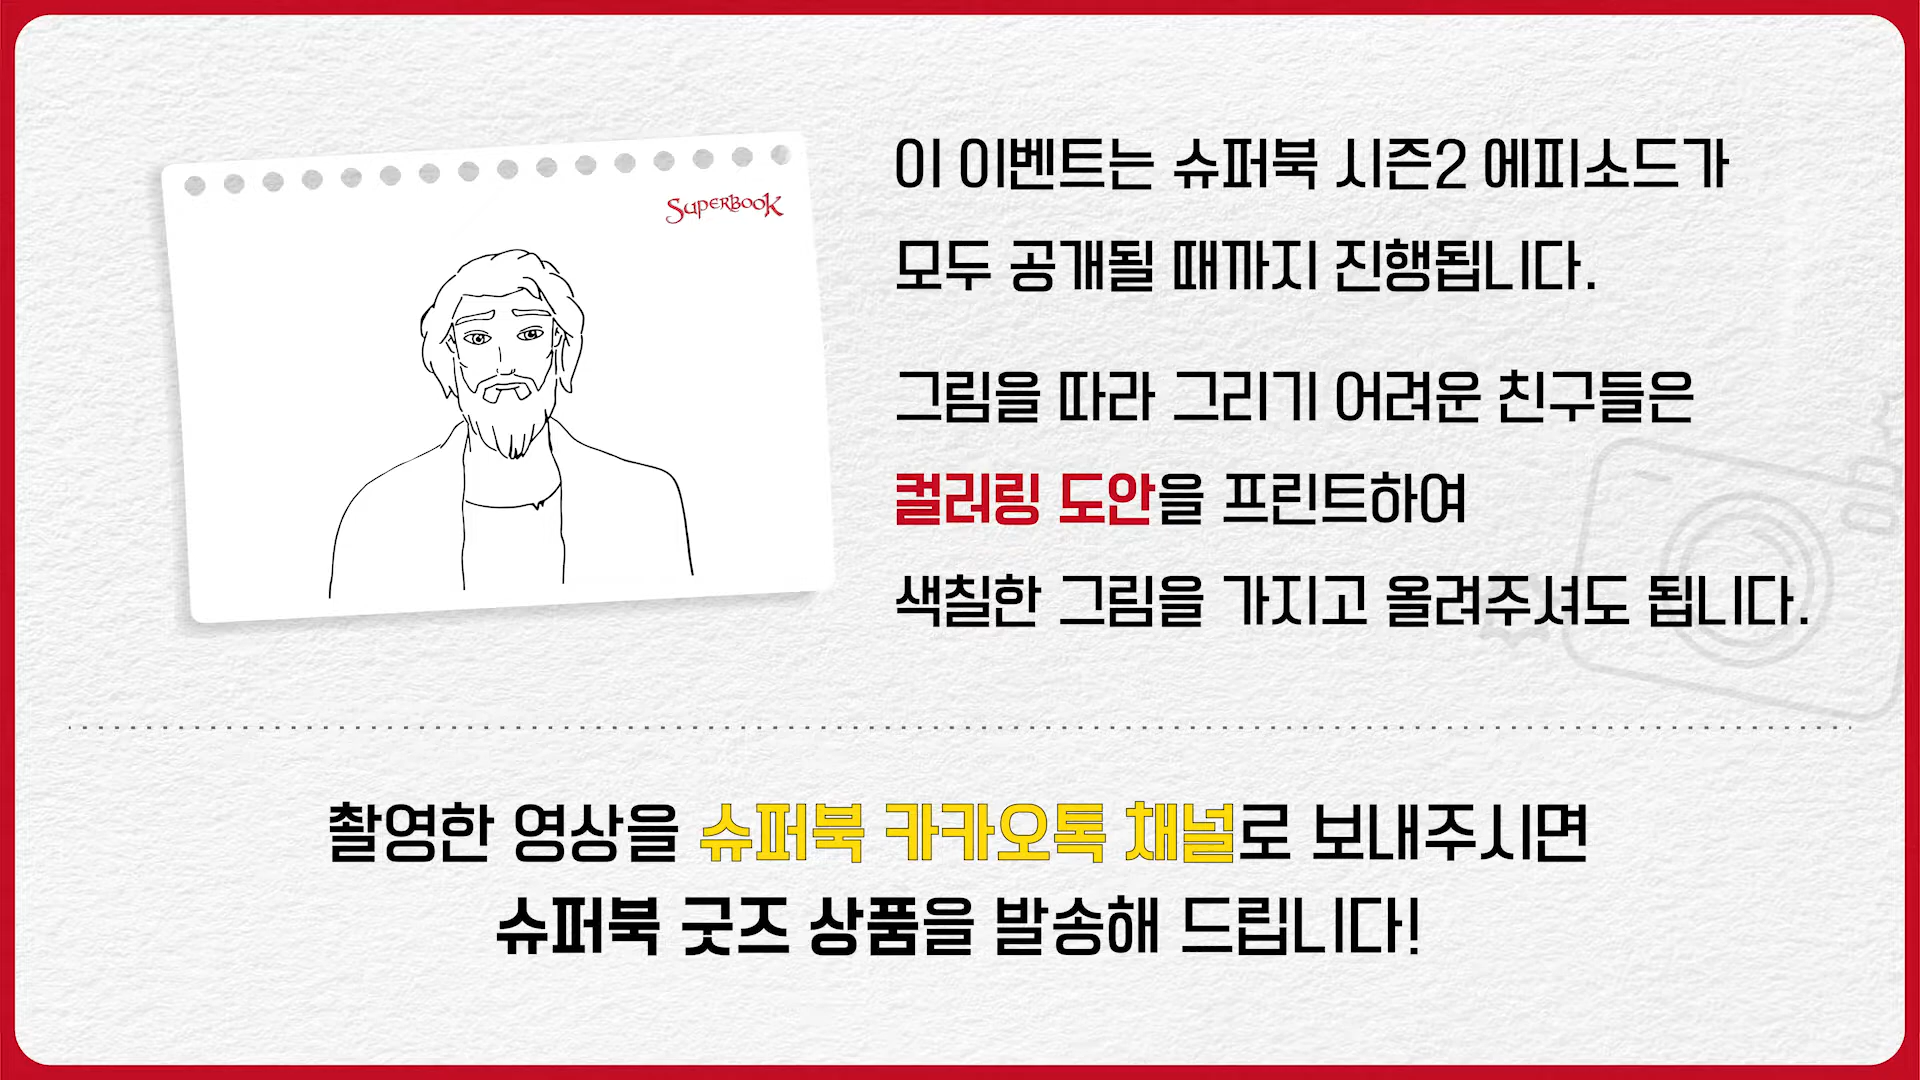 SUPERBOOK
이 이벤트는 슈퍼북 시즌2 에피소드가
모두 공개될 때까지 진행됩니다.
그림을 따라 그리기 어려운 친구들은
컬러링 도안을 프린트하여
색칠한 그림을 가지고 올려주셔도 됩니다.
촬영한 영상을 슈퍼북 카카오톡 채널로 보내주시면
슈퍼북 굿즈 상품을 발송해 드립니다!